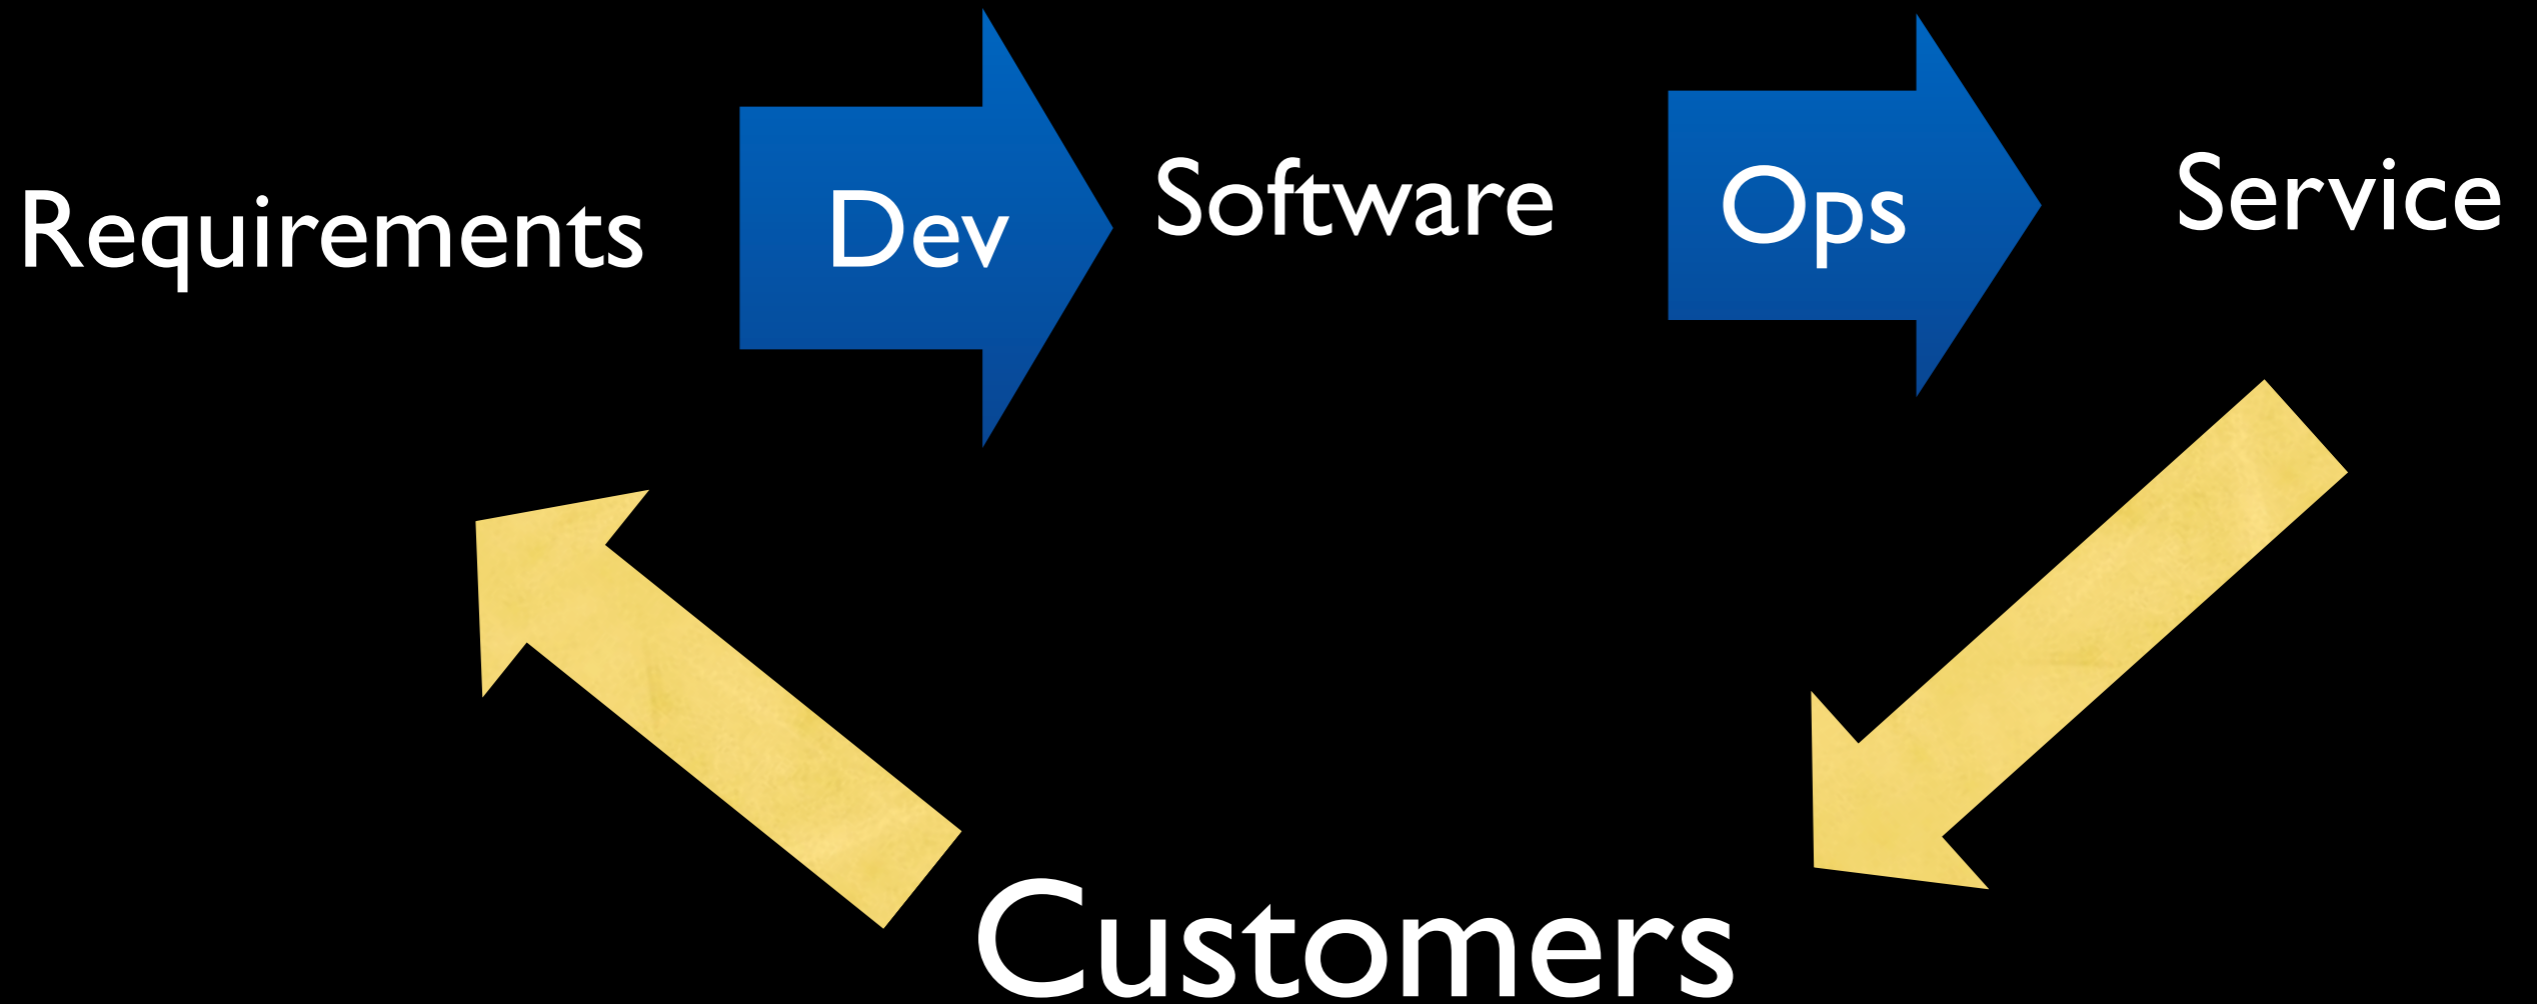 Requirements
Dev
Software
Ops
Service
Customers